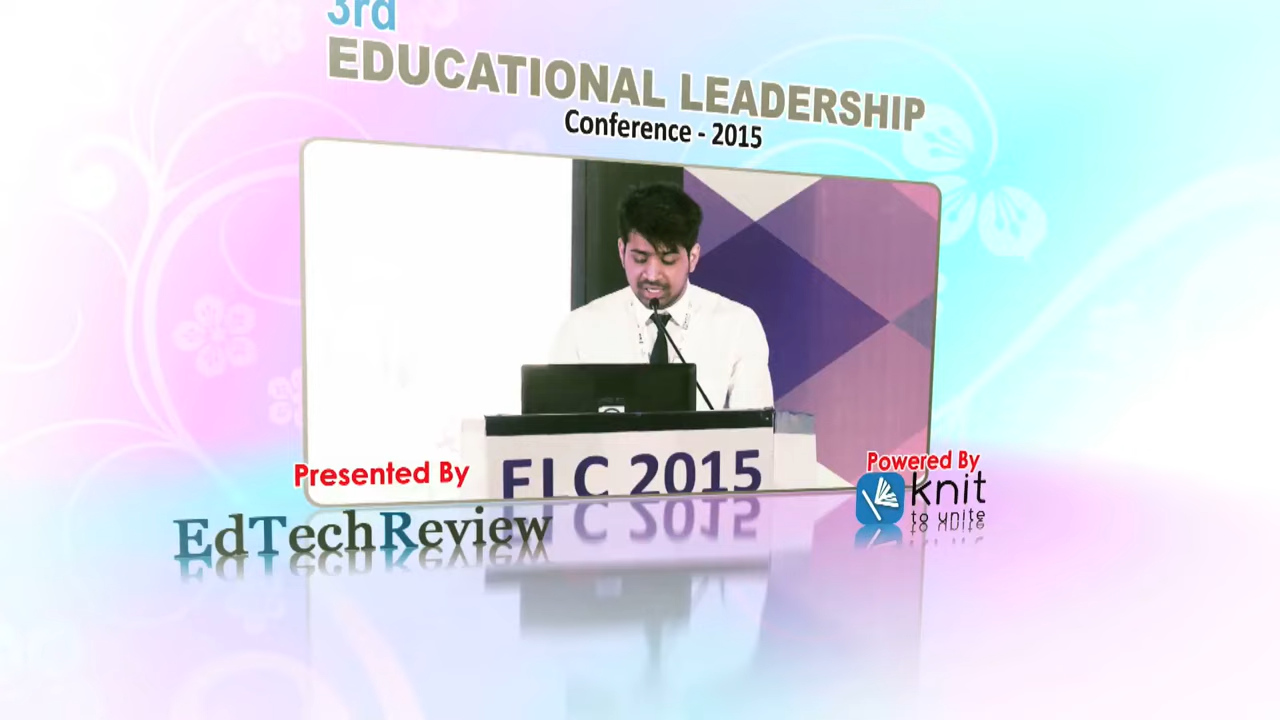 3rd
EDUCATIONAL LEADERSHIP
Conference - 2015
ELC 2015
Presented By
EdTechReview
Powered By
knit
to unite